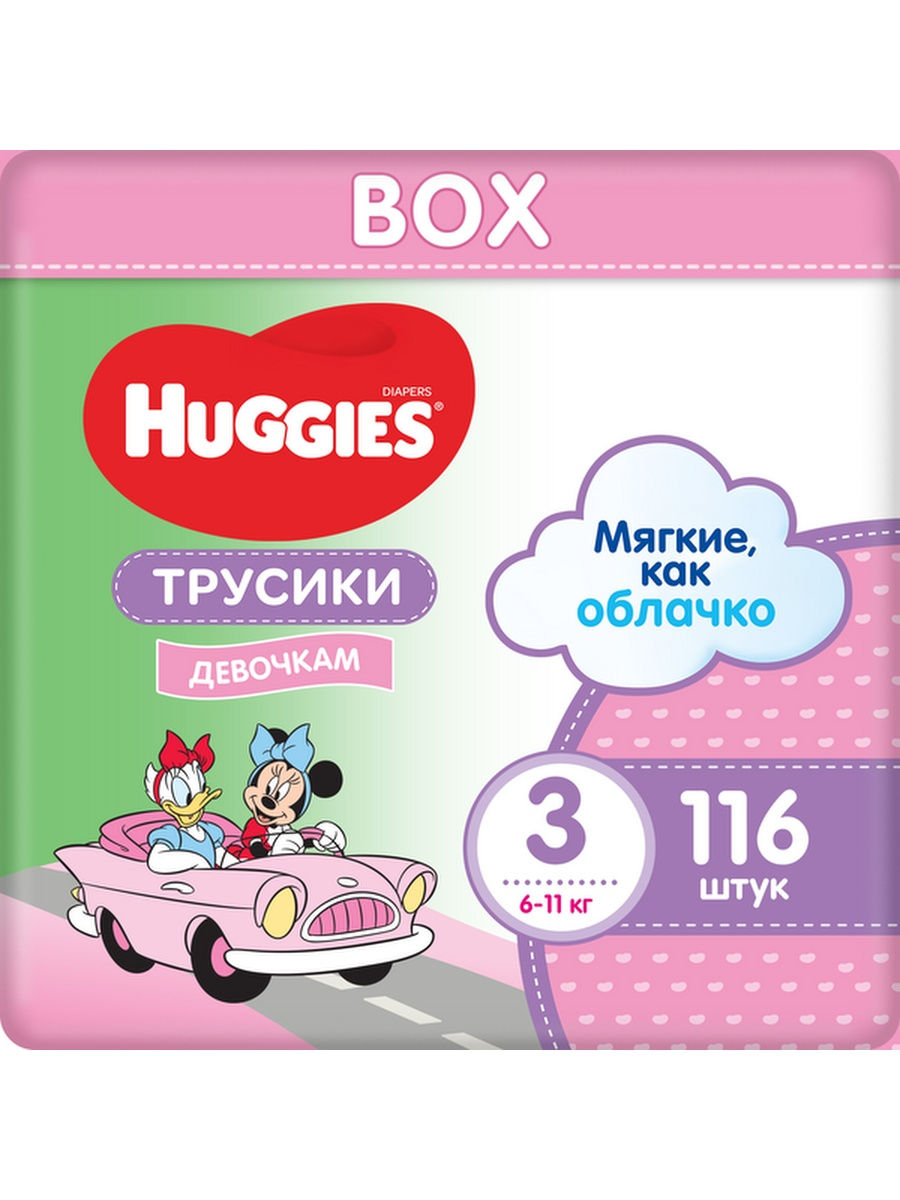 BOX
DIAPERS
HUGGIES®
ТРУСИКИ
ДЕВОЧКАМ
Мягкие,
как
облачко
3
6-11 кг
116
штук